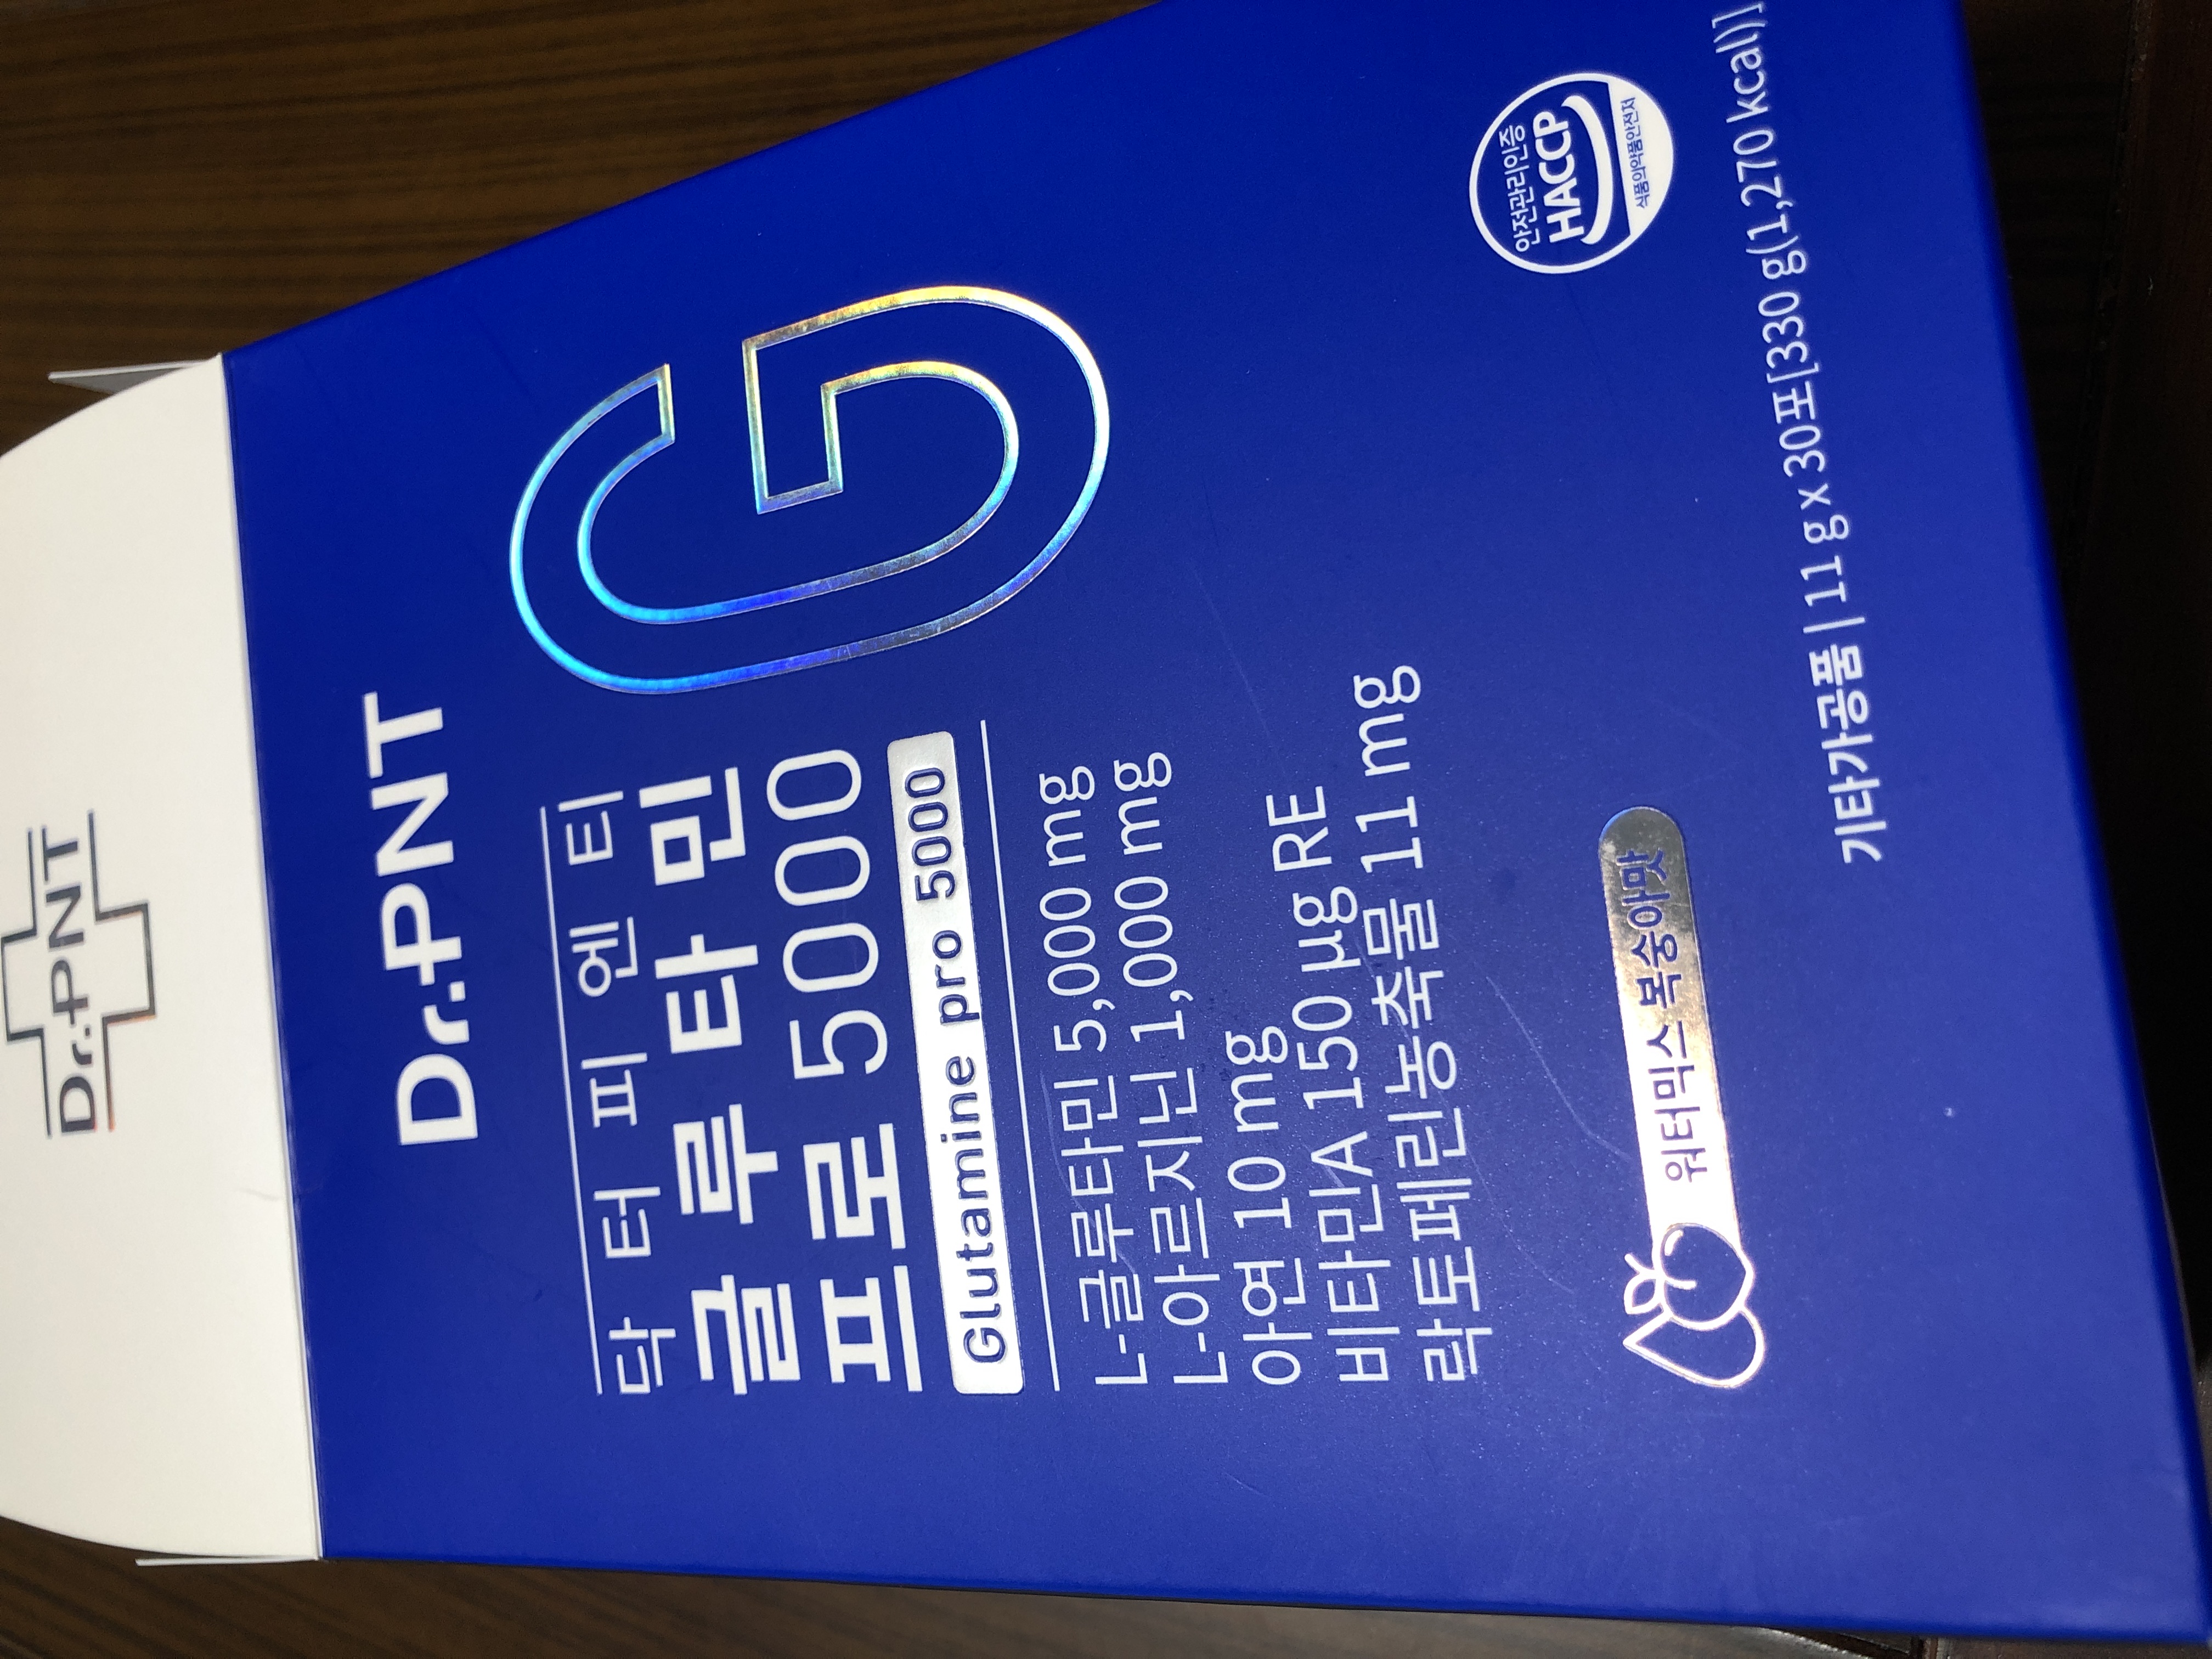 Dr.PNT
Dr.PNT
닥터피엔티
글루타민
프로 5000
Glutamine pro 5000
L-글루타민 5,000 mg
L-아르지닌 1,000 mg
아연 10 mg
비타민A 150 μg RE
락토페린농축물 11 mg
워터믹스 복숭아맛
안전관리인증
HACCP
식품의약품안전처
기타가공품 | 11 g x 30포[330 g(1,270 kcal)]